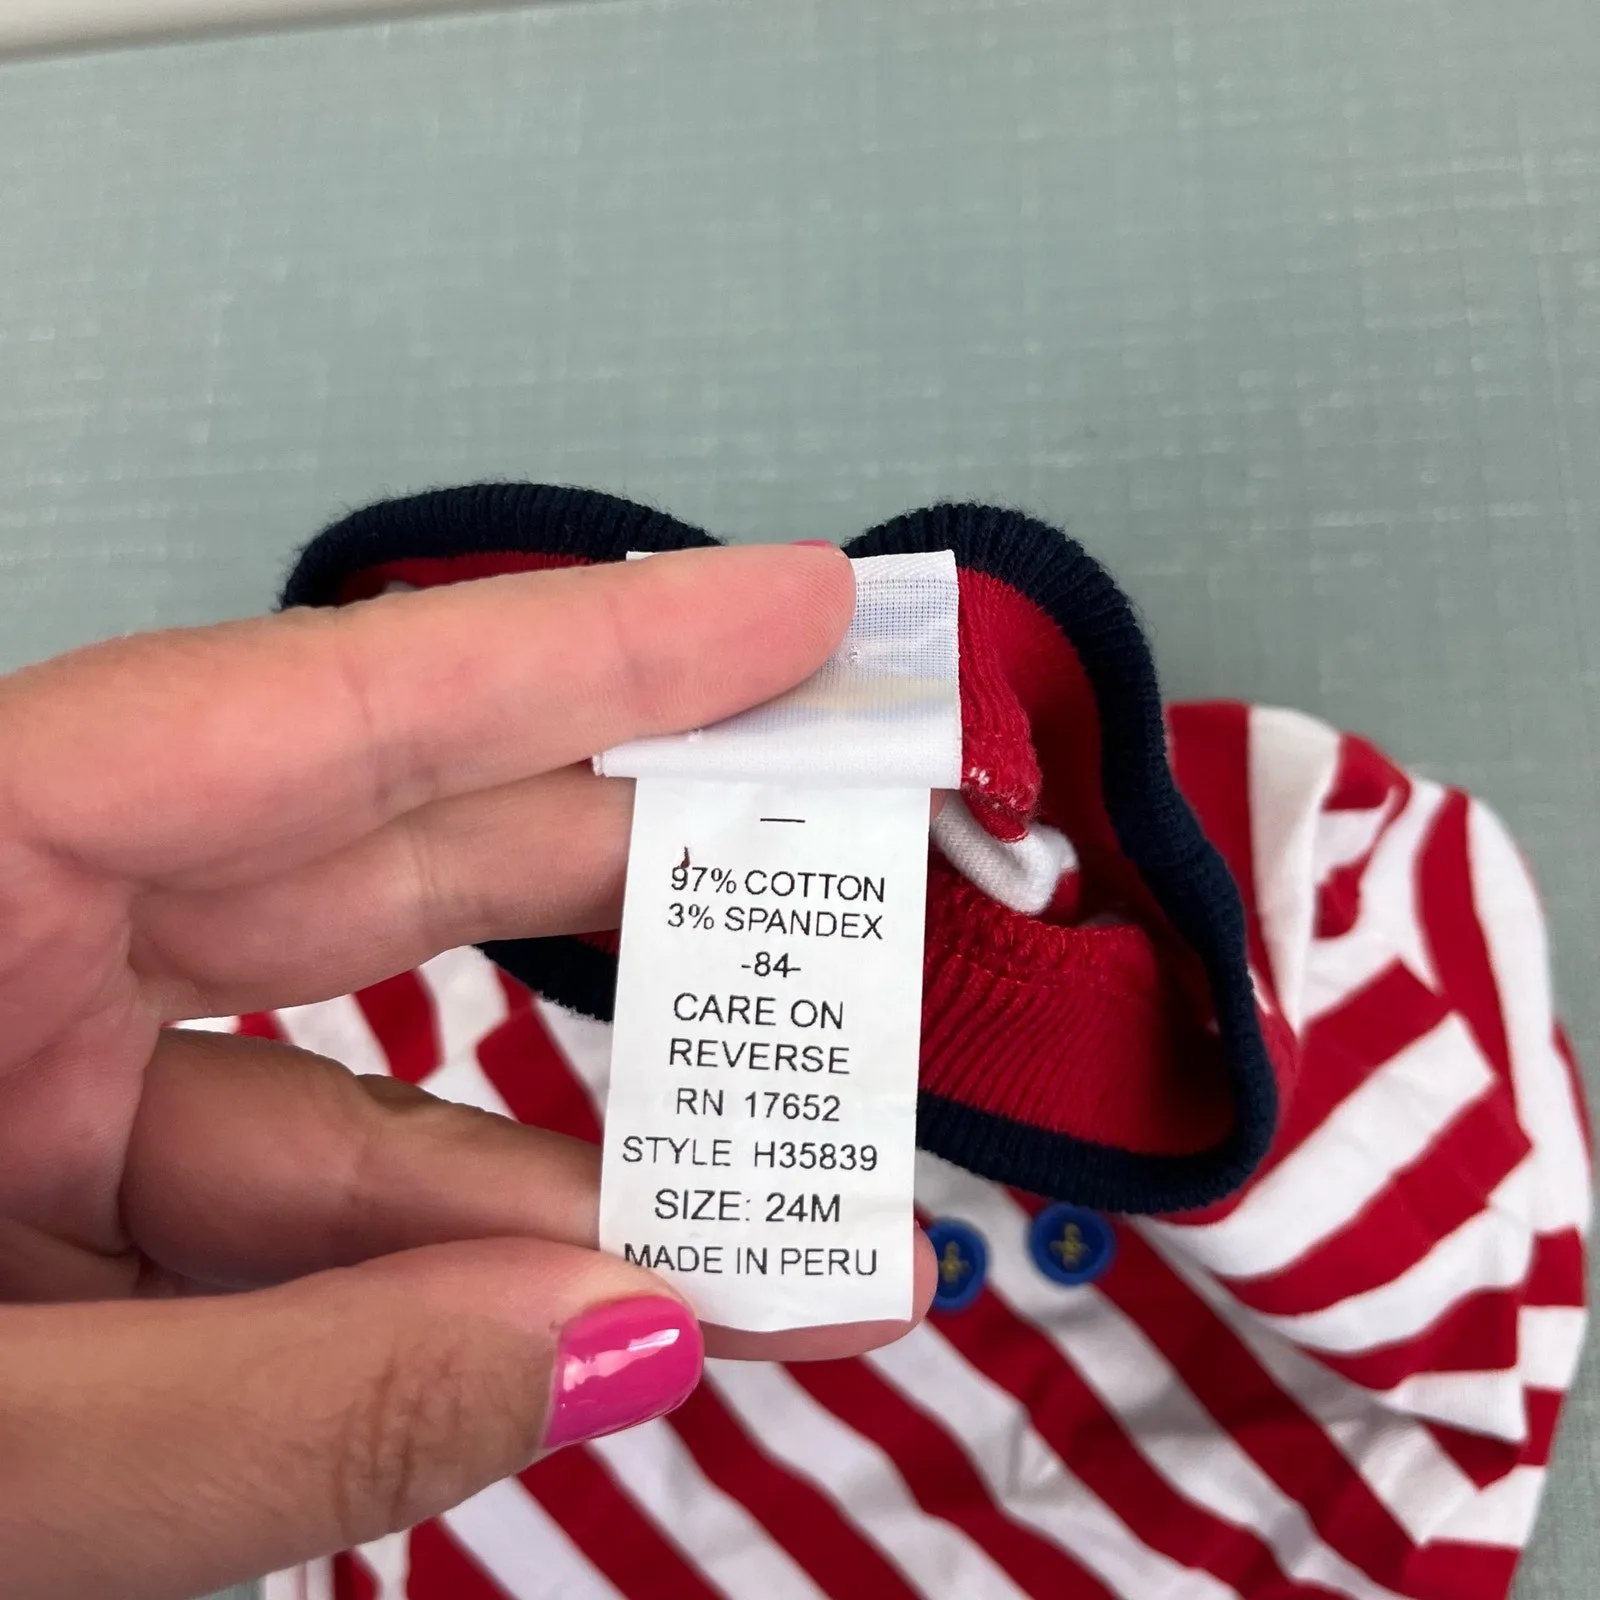 97% COTTON
3% SPANDEX
-84-
CARE ON
REVERSE
RN 17652
STYLE H35839
SIZE: 24M
MADE IN PERU